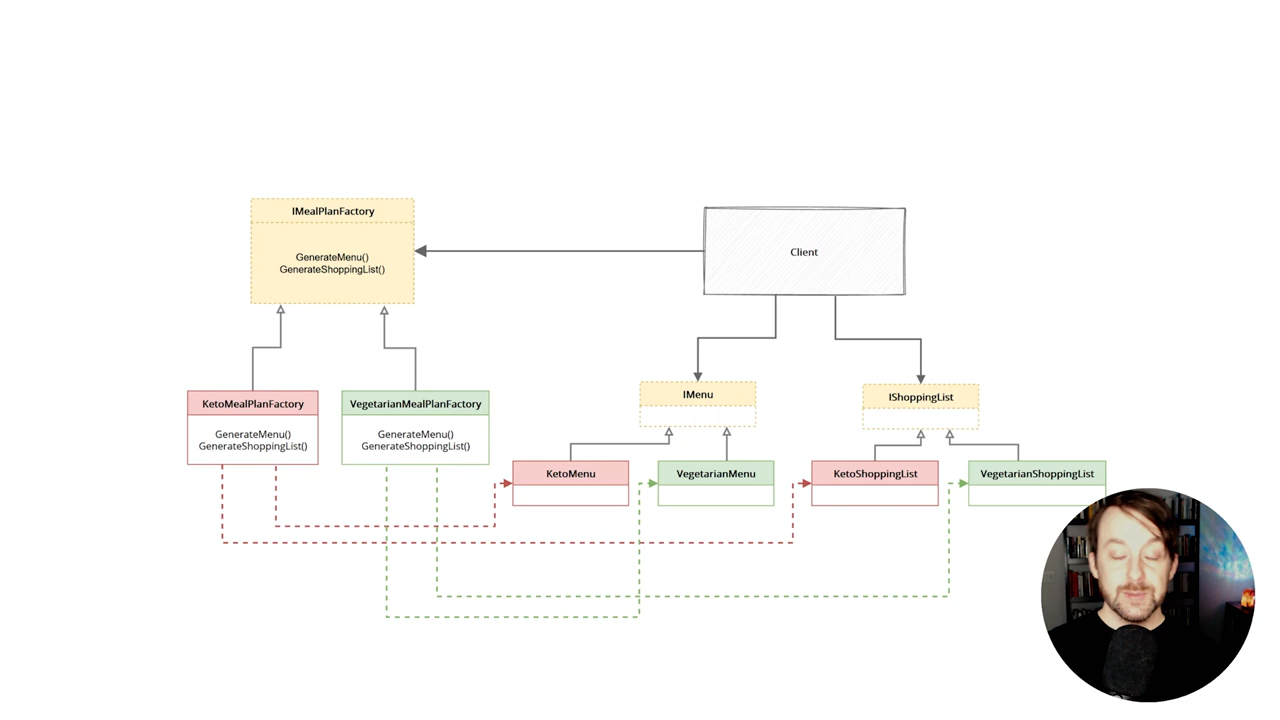 IMealPlanFactory
GenerateMenu()
GenerateShoppingList()
Client
KetoMealPlanFactory
GenerateMenu()
GenerateShoppingList()
VegetarianMealPlanFactory
GenerateMenu()
GenerateShoppingList()
IMenu
IShoppingList
KetoMenu
VegetarianMenu
KetoShoppingList
VegetarianShoppingList